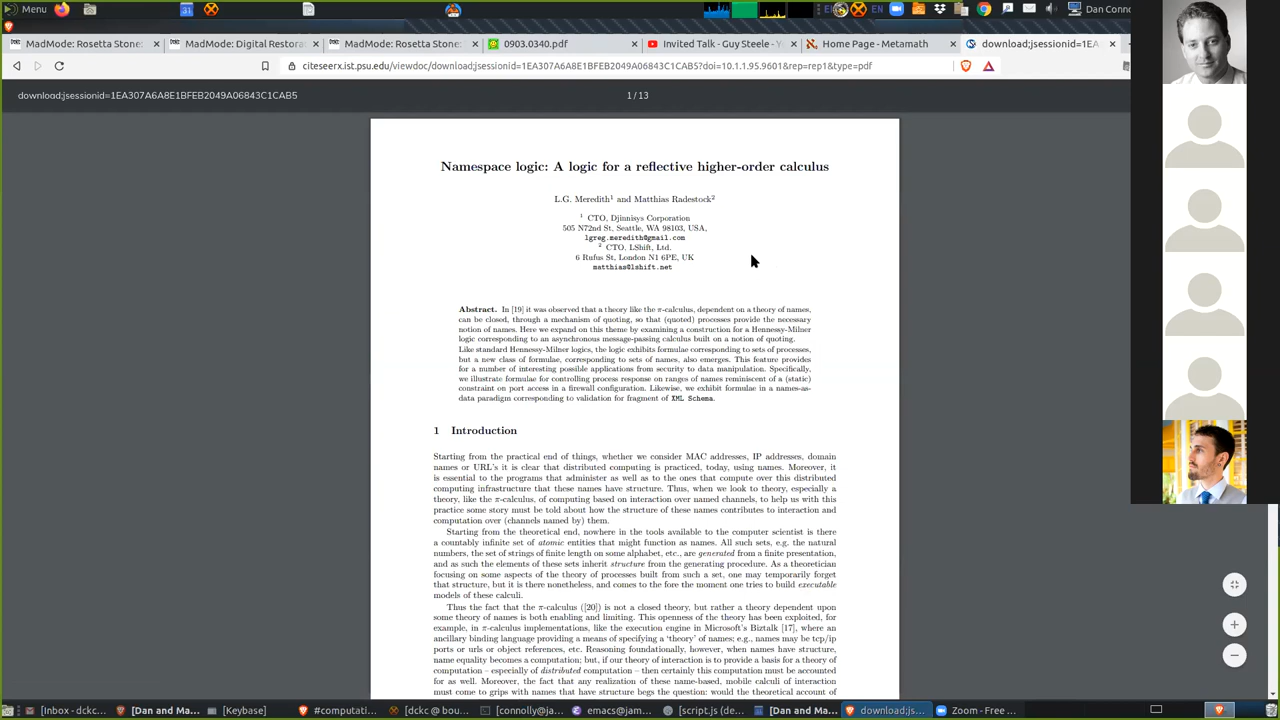 Menu
31
EN
EN
Dan Conno
MadMode: Rosetta Stone:
MadMode: Digital Restorat
MadMode: Rosetta Stone:
0903.0340.pdf
Invited Talk - Guy Steele - Y
Home Page - Metamath
download;jsessionid=1EA3
citeseerx.ist.psu.edu/viewdoc/download;jsessionid=1EA307A6A8E1BFEB2049A06843C1CAB5?doi=10.1.1.95.9601&rep=rep1&type=pdf
download;jsessionid=1EA307A6A8E1BFEB2049A06843C1CAB5
1 / 13
Namespace logic: A logic for a reflective higher-order calculus
L.G. Meredith¹ and Matthias Radestock²
¹ CTO, Djinnisys Corporation
505 N72nd St, Seattle, WA 98103, USA,
lgreg.meredith@gmail.com
² CTO, LShift, Ltd.
6 Rufus St, London N1 6PE, UK
matthias@lshift.net
Abstract. In [19] it was observed that a theory like the π-calculus, dependent on a theory of names,
can be closed, through a mechanism of quoting, so that (quoted) processes provide the necessary
notion of names. Here we expand on this theme by examining a construction for a Hennessy-Milner
logic corresponding to an asynchronous message-passing calculus built on a notion of quoting.
Like standard Hennessy-Milner logics, the logic exhibits formulae corresponding to sets of processes,
but a new class of formulae, corresponding to sets of names, also emerges. This feature provides
for a number of interesting possible applications from security to data manipulation. Specifically,
we illustrate formulae for controlling process response on ranges of names reminiscent of a (static)
constraint on port access in a firewall configuration. Likewise, we exhibit formulae in a names-as-
data paradigm corresponding to validation for fragment of XML Schema.
1 Introduction
Starting from the practical end of things, whether we consider MAC addresses, IP addresses, domain
names or URL's it is clear that distributed computing is practiced, today, using names. Moreover, it
is essential to the programs that administer as well as to the ones that compute over this distributed
computing infrastructure that these names have structure. Thus, when we look to theory, especially a
theory, like the π-calculus, of computing based on interaction over named channels, to help us with this
practice some story must be told about how the structure of these names contributes to interaction and
computation over (channels named by) them.
Starting from the theoretical end, nowhere in the tools available to the computer scientist is there
a countably infinite set of atomic entities that might function as names. All such sets, e.g. the natural
numbers, the set of strings of finite length on some alphabet, etc., are generated from a finite presentation,
and as such the elements of these sets inherit structure from the generating procedure. As a theoretician
focusing on some aspects of the theory of processes built from such a set, one may temporarily forget
that structure, but it is there nonetheless, and comes to the fore the moment one tries to build executable
models of these calculi.
Thus the fact that the π-calculus ([20]) is not a closed theory, but rather a theory dependent upon
some theory of names is both enabling and limiting. This openness of the theory has been exploited, for
example, in π-calculus implementations, like the execution engine in Microsoft's Biztalk [17], where an
ancillary binding language providing a means of specifying a 'theory' of names; e.g., names may be tcp/ip
ports or urls or object references, etc. Reasoning foundationally, however, when names have structure,
name equality becomes a computation; but, if our theory of interaction is to provide a basis for a theory of
computation – especially of distributed computation – then certainly this computation must be accounted
for as well. Moreover, the fact that any realization of these name-based, mobile calculi of interaction
must come to grips with names that have structure begs the question: would the theoretical account of
[Inbox - dckc
[Dan and Ma...
[Keybase]
#computati...
[dckc @ bou...
[connolly@ja...
emacs@jam...
[script.js (de...
[Dan and Ma...
download;js...
Zoom - Free ...